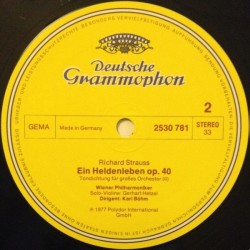 Deutsche
Grammophon
2
GEMA
Made in Germany
2530 781
STEREO
33
Richard Strauss
Ein Heldenleben op. 40
Tondichtung für großes Orchester (II)
Wiener Philharmoniker
Solo-Violine: Gerhart Hetzel
Dirigent: Karl Böhm
℗ 1977 Polydor International
GmbH